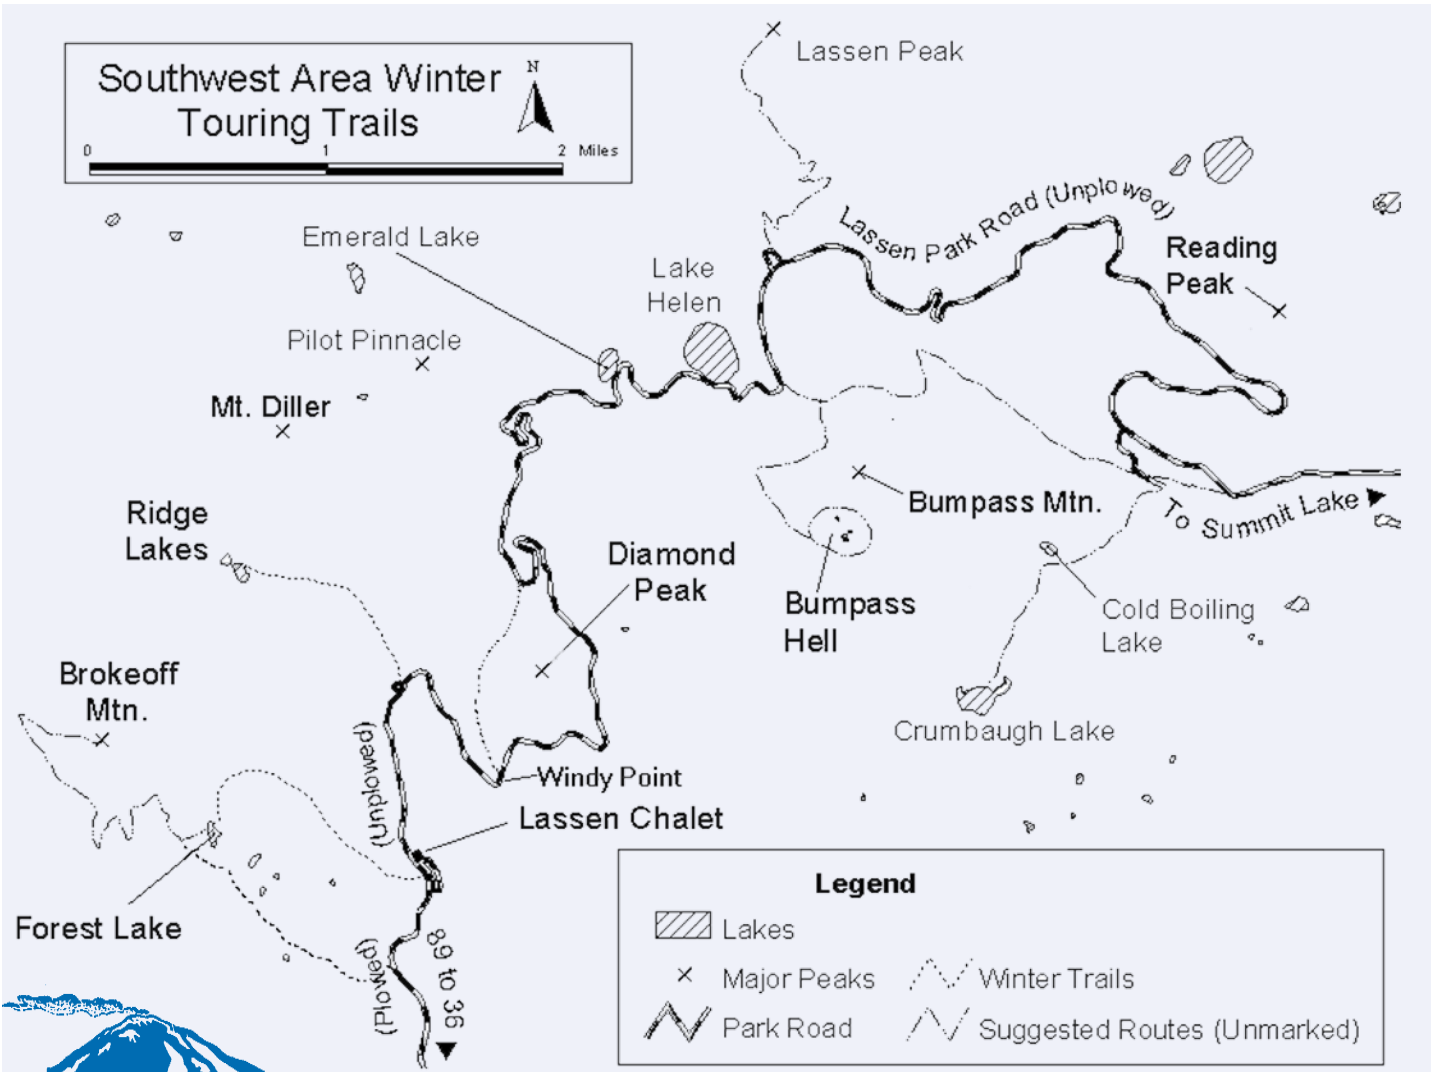 Southwest Area Winter
Touring Trails
N
0 1 2 Miles
Lassen Peak
Lassen Park Road (Unplowed)
Emerald Lake
Lake
Helen
Reading
Peak
Pilot Pinnacle
Mt. Diller
Ridge
Lakes
Bumpass Mtn.
To Summit Lake
Diamond
Peak
Bumpass
Hell
Cold Boiling
Lake
Brokeoff
Mtn.
Crumbaugh Lake
(Unplowed)
Windy Point
Lassen Chalet
Forest Lake
(Plowed)
89 to 36
Legend
Lakes
Major Peaks
Winter Trails
Park Road
Suggested Routes (Unmarked)